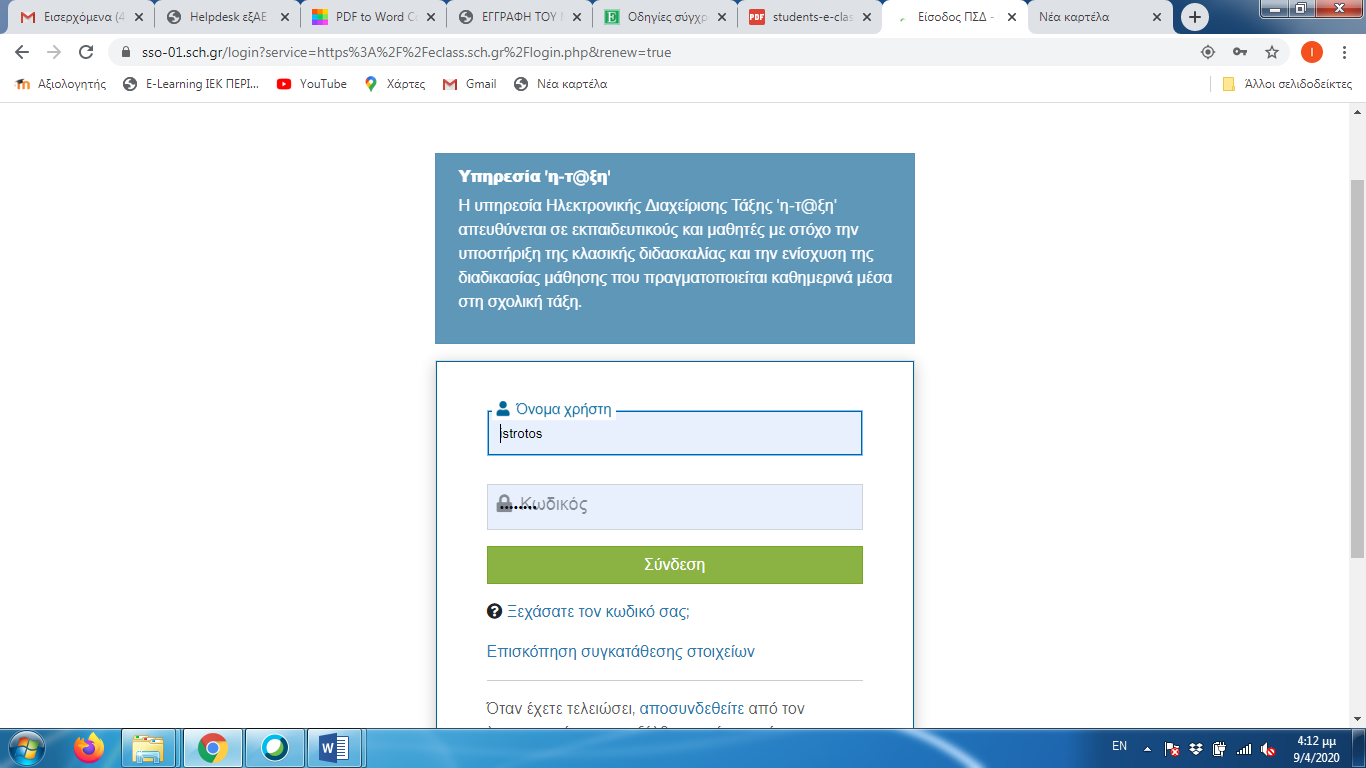 Εισερχόμενα (4
Helpdesk εξΑΕ
PDF to Word Co
ΕΓΓΡΑΦΗ ΤΟΥ
Οδηγίες σύγχρ
students-e-clas
Είσοδος ΠΣΔ -
Νέα καρτέλα
sso-01.sch.gr/login?service=https%3A%2F%2Feclass.sch.gr%2Flogin.php&renew=true
I
Αξιολογητής
E-Learning ΙΕΚ ΠΕΡΙ...
YouTube
Χάρτες
Gmail
Νέα καρτέλα
Άλλοι σελιδοδείκτες
Υπηρεσία 'η-τ@ξη'
Η υπηρεσία Ηλεκτρονικής Διαχείρισης Τάξης 'η-τ@ξη'
απευθύνεται σε εκπαιδευτικούς και μαθητές με στόχο την
υποστήριξη της κλασικής διδασκαλίας και την ενίσχυση της
διαδικασίας μάθησης που πραγματοποιείται καθημερινά μέσα
στη σχολική τάξη.
Όνομα χρήστη
istrotos
Κωδικός
Σύνδεση
Ξεχάσατε τον κωδικό σας;
Επισκόπηση συγκατάθεσης στοιχείων
Όταν έχετε τελειώσει, αποσυνδεθείτε από τον
EN
4:12 μμ
9/4/2020